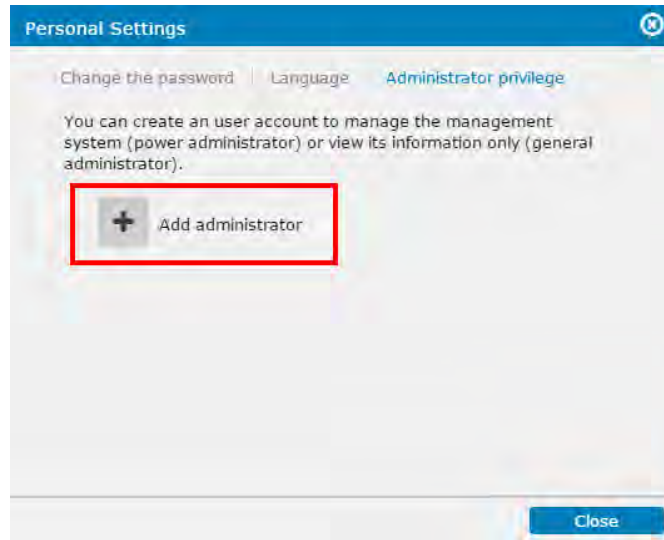 Personal Settings
Change the password | Language Administrator privilege
You can create an user account to manage the management
system (power administrator) or view its information only (general
administrator).
Add administrator
Close